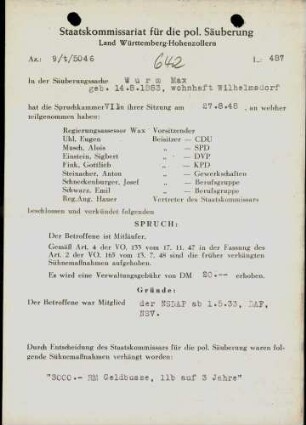 Staatskommissariat für die pol. Säuberung
Land Württemberg-Hohenzollern
Az.: 9/t/5046
642
L.: 487
In der Säuberungssache Wurm Max
geb. 14.8.1883, wohnhaft Wilhelmsdorf
hat die Spruchkammer VII in ihrer Sitzung am 27.8.48, an welcher
teilgenommen haben:
Regierungsassessor Wax Vorsitzender
Uhl, Eugen Beisitzer — CDU
Musch, Alois „ — SPD
Einstein, Sigbert „ — DVP
Fink, Gottlieb „ — KPD
Steinacher, Anton „ — Gewerkschaften
Schneckenburger, Josef „ — Berufsgruppe
Schwarz, Emil „ — Berufsgruppe
Reg.Ang. Hauer Vertreter des Staatskommissars
beschlossen und verkündet folgenden
SPRUCH:
Der Betroffene ist Mitläufer.
Gemäß Art. 4 der VO. 133 vom 17. 11. 47 in der Fassung des
Art. 2 der VO. 165 vom 13. 7. 48 sind die früher verhängten
Sühnemaßnahmen aufgehoben.
Es wird eine Verwaltungsgebühr von DM 20.-- erhoben.
Gründe:
Der Betroffene war Mitglied der NSDAP ab 1.5.33, DAF,
NSV.
Durch Entscheidung des Staatskommissars für die pol. Säuberung waren fol-
gende Sühnemaßnahmen verhängt worden:
"3000.- RM Geldbusse, 11b auf 3 Jahre"